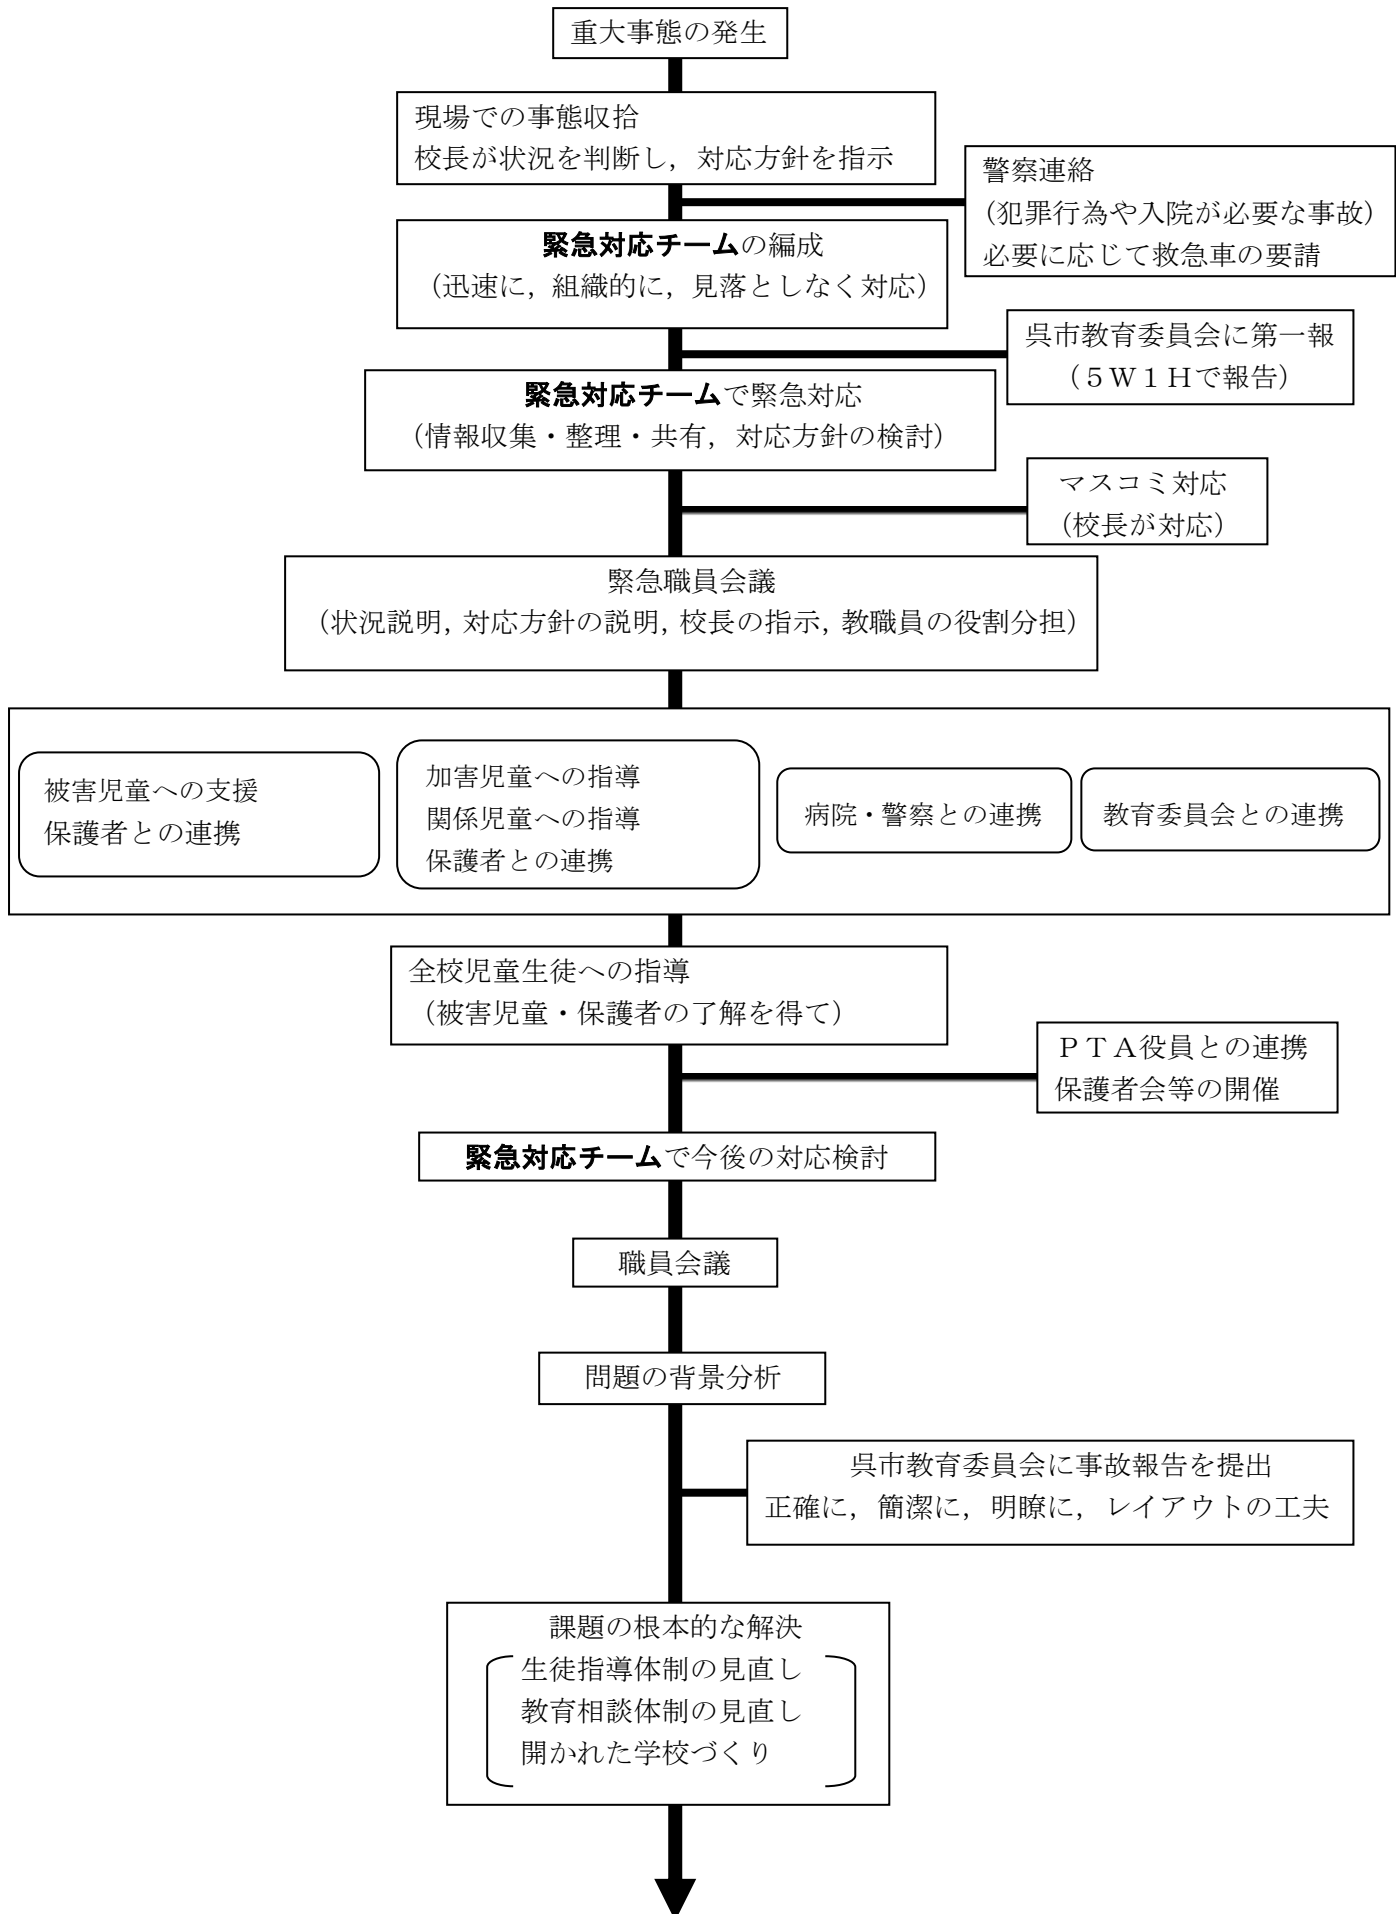 重大事態の発生
現場での事態収拾
校長が状況を判断し，対応方針を指示
警察連絡
（犯罪行為や入院が必要な事故）
必要に応じて救急車の要請
緊急対応チームの編成
（迅速に，組織的に，見落としなく対応）
呉市教育委員会に第一報
（５Ｗ１Ｈで報告）
緊急対応チームで緊急対応
（情報収集・整理・共有，対応方針の検討）
マスコミ対応
（校長が対応）
緊急職員会議
（状況説明，対応方針の説明，校長の指示，教職員の役割分担）
被害児童への支援
保護者との連携
加害児童への指導
関係児童への指導
保護者との連携
病院・警察との連携
教育委員会との連携
全校児童生徒への指導
（被害児童・保護者の了解を得て）
ＰＴＡ役員との連携
保護者会等の開催
緊急対応チームで今後の対応検討
職員会議
問題の背景分析
呉市教育委員会に事故報告を提出
正確に，簡潔に，明瞭に，レイアウトの工夫
課題の根本的な解決
生徒指導体制の見直し
教育相談体制の見直し
開かれた学校づくり